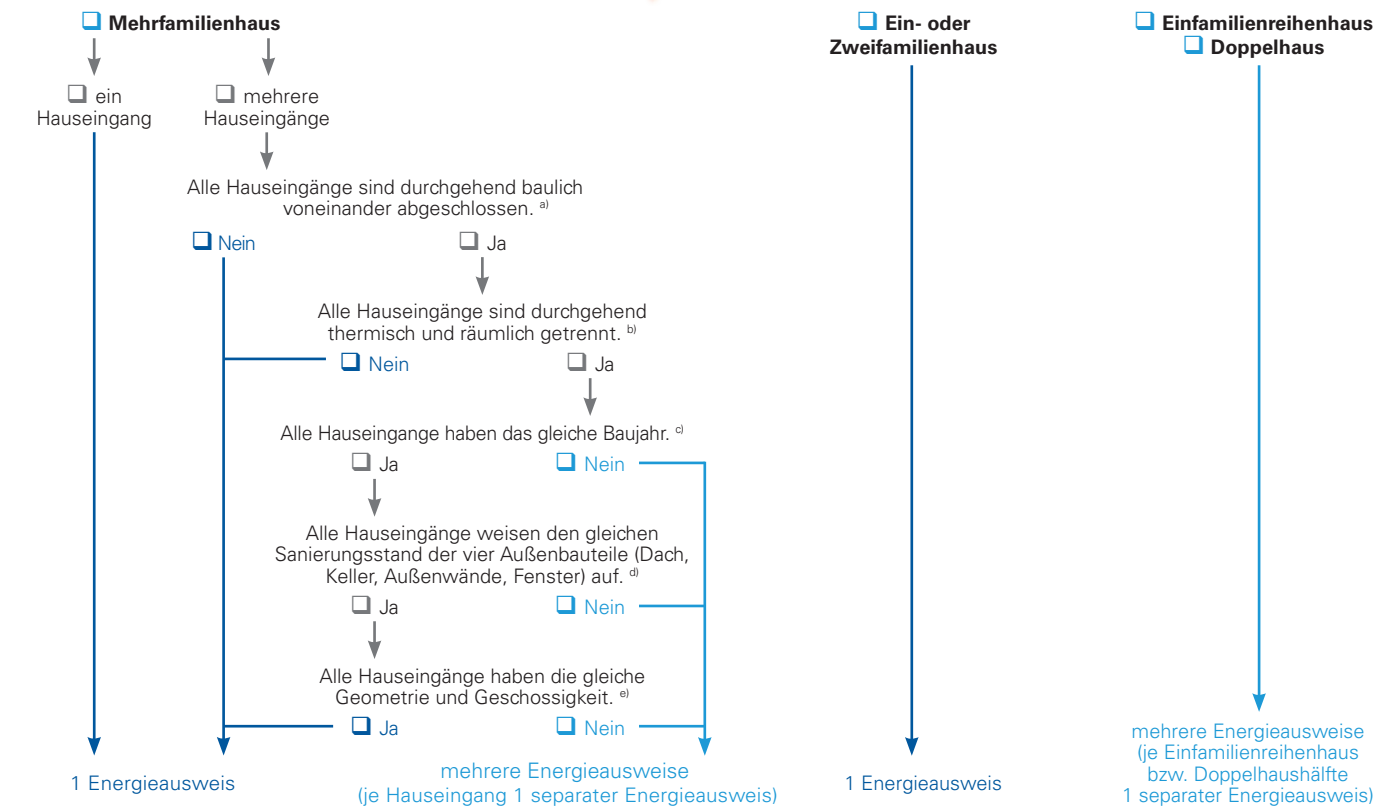 ❑ Mehrfamilienhaus
❑ ein
Hauseingang
❑ mehrere
Hauseingänge
Alle Hauseingänge sind durchgehend baulich
voneinander abgeschlossen. a)
❑ Nein
❑ Ja
Alle Hauseingänge sind durchgehend
thermisch und räumlich getrennt. b)
❑ Nein
❑ Ja
Alle Hauseingange haben das gleiche Baujahr. c)
❑ Ja
❑ Nein
Alle Hauseingänge weisen den gleichen
Sanierungsstand der vier Außenbauteile (Dach,
Keller, Außenwände, Fenster) auf. d)
❑ Ja
❑ Nein
Alle Hauseingänge haben die gleiche
Geometrie und Geschossigkeit. e)
❑ Ja
❑ Nein
1 Energieausweis
mehrere Energieausweise
(je Hauseingang 1 separater Energieausweis)
❑ Ein- oder
Zweifamilienhaus
1 Energieausweis
❑ Einfamilienreihenhaus
❑ Doppelhaus
mehrere Energieausweise
(je Einfamilienreihenhaus
bzw. Doppelhaushälfte
1 separater Energieausweis)